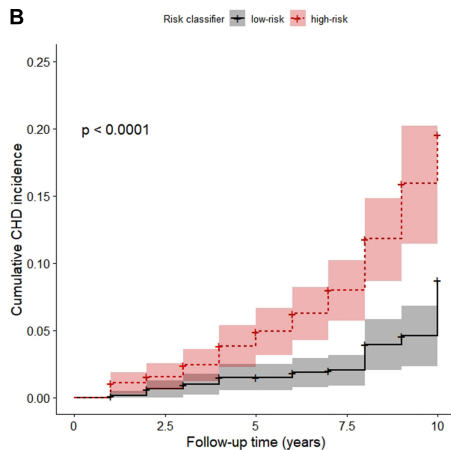 B
Risk classifier low-risk high-risk
0.25
0.20
0.15
0.10
0.05
0.00
p < 0.0001
Cumulative CHD incidence
0 2.5 5 7.5 10
Follow-up time (years)